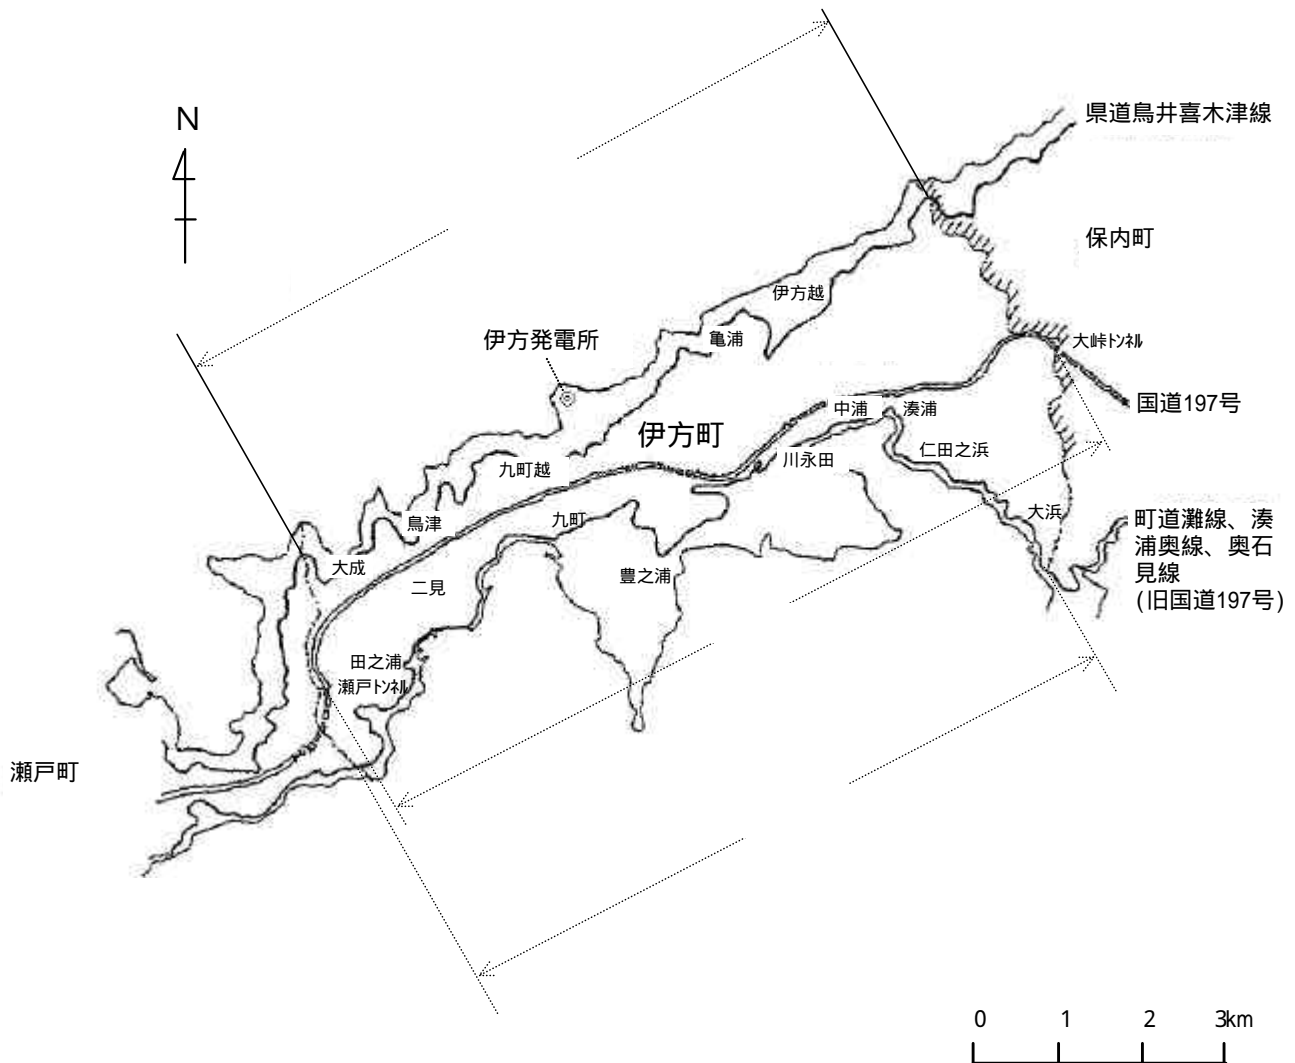 県道鳥井喜木津線
N
保内町
伊方越
伊方発電所
亀浦
大峠トンネル
国道197号
中浦
湊浦
伊方町
仁田之浜
川永田
九町越
鳥津
九町
大浜
町道灘線、湊
浦奥線、奥石
見線
(旧国道197号)
大成
二見
豊之浦
田之浦
瀬戸トンネル
瀬戸町
0 1 2 3km